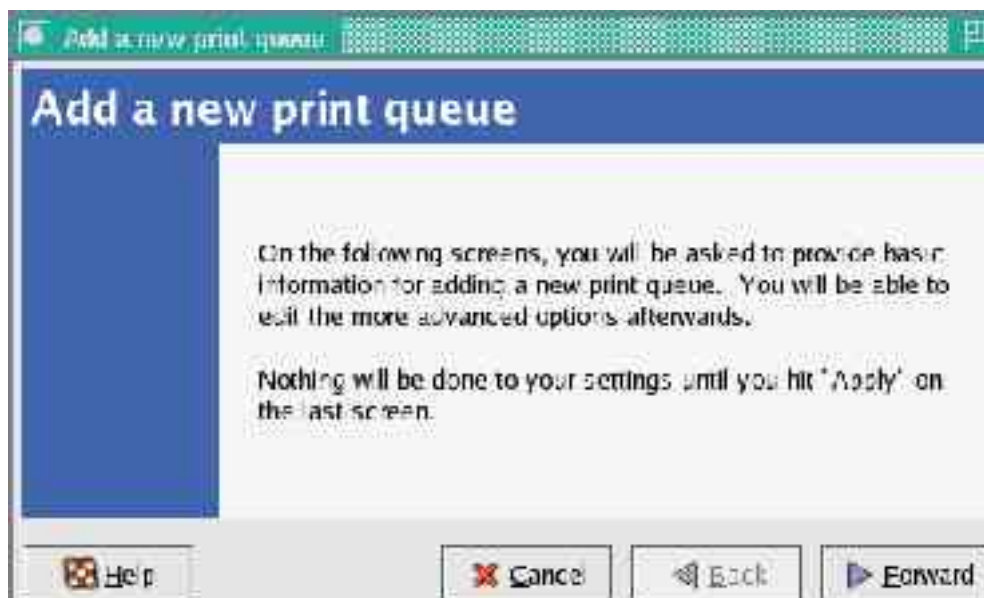 Add a new print queue
Add a new print queue
On the following screens, you will be asked to provide basic
information for adding a new print queue. You will be able to
edit the more advanced options afterwards.
Nothing will be done to your settings until you hit "Apply" on
the last screen.
Help Cancel Back Forward